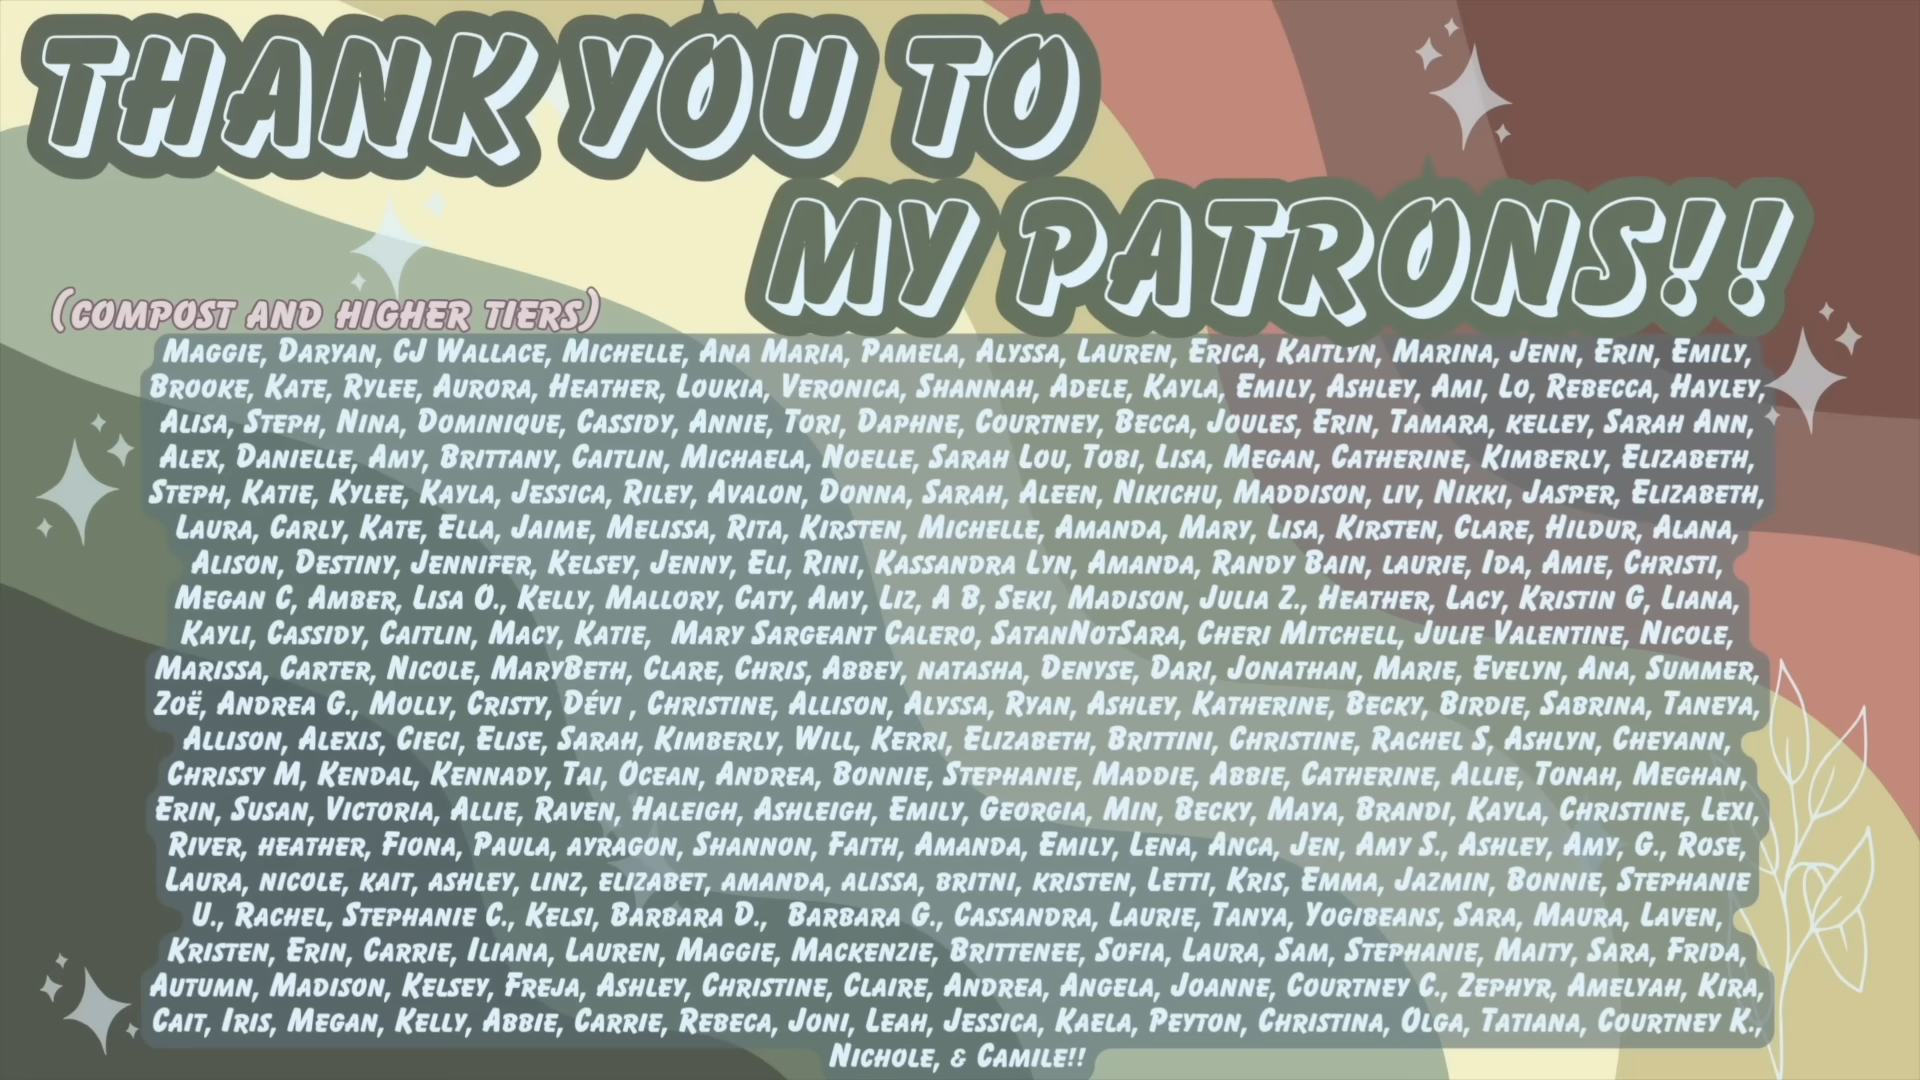 THANK YOU TO
MY PATRONS!!
(COMPOST AND HIGHER TIERS)
Maggie, Daryan, CJ Wallace, Michelle, Ana Maria, Pamela, Alyssa, Lauren, Erica, Kaitlyn, Marina, Jenn, Erin, Emily,
Brooke, Kate, Rylee, Aurora, Heather, Loukia, Veronica, Shannah, Adele, Kayla, Emily, Ashley, Ami, Lo, Rebecca, Hayley,
Alisa, Steph, Nina, Dominique, Cassidy, Annie, Tori, Daphne, Courtney, Becca, Joules, Erin, Tamara, kelley, Sarah Ann,
Alex, Danielle, Amy, Brittany, Caitlin, Michaela, Noelle, Sarah Lou, Tobi, Lisa, Megan, Catherine, Kimberly, Elizabeth,
Steph, Katie, Kylee, Kayla, Jessica, Riley, Avalon, Donna, Sarah, Aleen, Nikichu, Maddison, liv, Nikki, Jasper, Elizabeth,
Laura, Carly, Kate, Ella, Jaime, Melissa, Rita, Kirsten, Michelle, Amanda, Mary, Lisa, Kirsten, Clare, Hildur, Alana,
Alison, Destiny, Jennifer, Kelsey, Jenny, Eli, Rini, Kassandra Lyn, Amanda, Randy Bain, laurie, Ida, Amie, Christi,
Megan C, Amber, Lisa O., Kelly, Mallory, Caty, Amy, Liz, A B, Seki, Madison, Julia Z., Heather, Lacy, Kristin G, Liana,
Kayli, Cassidy, Caitlin, Macy, Katie,  Mary Sargeant Calero, SatanNotSara, Cheri Mitchell, Julie Valentine, Nicole,
Marissa, Carter, Nicole, MaryBeth, Clare, Chris, Abbey, natasha, Denyse, Dari, Jonathan, Marie, Evelyn, Ana, Summer,
Zoë, Andrea G., Molly, Cristy, Dévi , Christine, Allison, Alyssa, Ryan, Ashley, Katherine, Becky, Birdie, Sabrina, Taneya,
Allison, Alexis, Cieci, Elise, Sarah, Kimberly, Will, Kerri, Elizabeth, Brittini, Christine, Rachel S, Ashlyn, Cheyann,
Chrissy M, Kendal, Kennady, Tai, Ocean, Andrea, Bonnie, Stephanie, Maddie, Abbie, Catherine, Allie, Tonah, Meghan,
Erin, Susan, Victoria, Allie, Raven, Haleigh, Ashleigh, Emily, Georgia, Min, Becky, Maya, Brandi, Kayla, Christine, Lexi,
River, heather, Fiona, Paula, ayragon, Shannon, Faith, Amanda, Emily, Lena, Anca, Jen, Amy S., Ashley, Amy, G., Rose,
Laura, nicole, kait, ashley, linz, elizabet, amanda, alissa, britni, kristen, Letti, Kris, Emma, Jazmin, Bonnie, Stephanie
U., Rachel, Stephanie C., Kelsi, Barbara D.,  Barbara G., Cassandra, Laurie, Tanya, Yogibeans, Sara, Maura, Laven,
Kristen, Erin, Carrie, Iliana, Lauren, Maggie, Mackenzie, Brittenee, Sofia, Laura, Sam, Stephanie, Maity, Sara, Frida,
Autumn, Madison, Kelsey, Freja, Ashley, Christine, Claire, Andrea, Angela, Joanne, Courtney C., Zephyr, Amelyah, Kira,
Cait, Iris, Megan, Kelly, Abbie, Carrie, Rebeca, Joni, Leah, Jessica, Kaela, Peyton, Christina, Olga, Tatiana, Courtney K.,
Nichole, & Camile!!